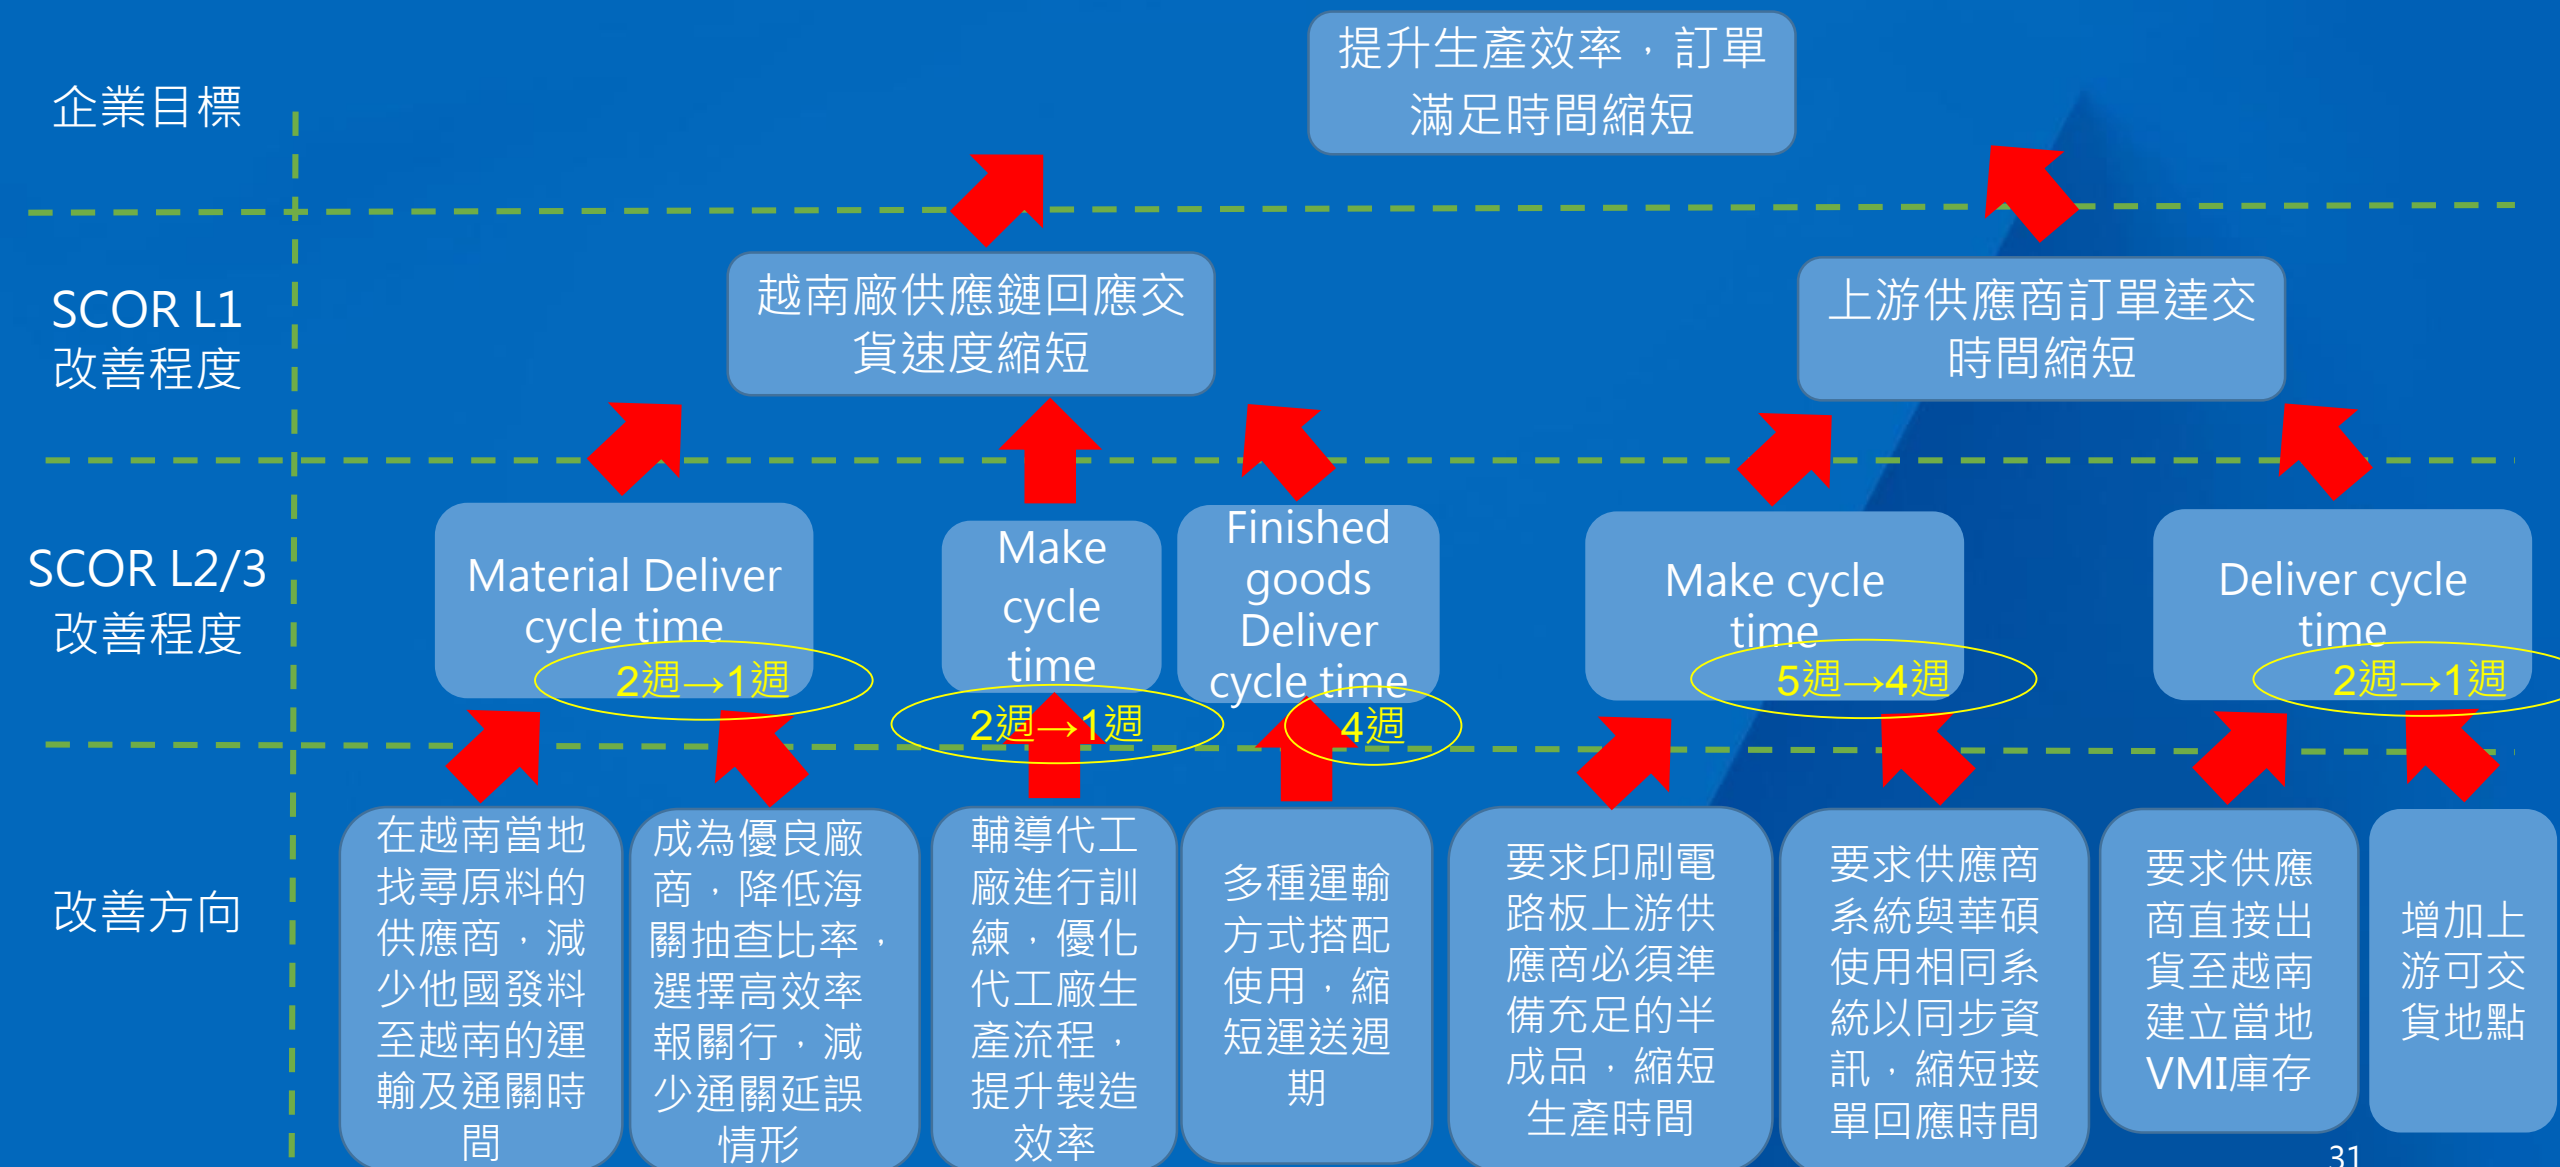 企業目標
提升生產效率，訂單
滿足時間縮短
SCOR L1
改善程度
越南廠供應鏈回應交
貨速度縮短
上游供應商訂單達交
時間縮短
SCOR L2/3
改善程度
Material Deliver
cycle time
2週→1週
Make
cycle
time
2週→1週
Finished
goods
Deliver
cycle time
4週
Make cycle
time
5週→4週
Deliver cycle
time
2週→1週
改善方向
在越南當地
找尋原料的
供應商，減
少他國發料
至越南的運
輸及通關時
間
成為優良廠
商，降低海
關抽查比率，
選擇高效率
報關行，減
少通關延誤
情形
輔導代工
廠進行訓
練，優化
代工廠生
產流程，
提升製造
效率
多種運輸
方式搭配
使用，縮
短運送週
期
要求印刷電
路板上游供
應商必須準
備充足的半
成品，縮短
生產時間
要求供應商
系統與華碩
使用相同系
統以同步資
訊，縮短接
單回應時間
要求供應
商直接出
貨至越南
建立當地
VMI庫存
增加上
游可交
貨地點
31